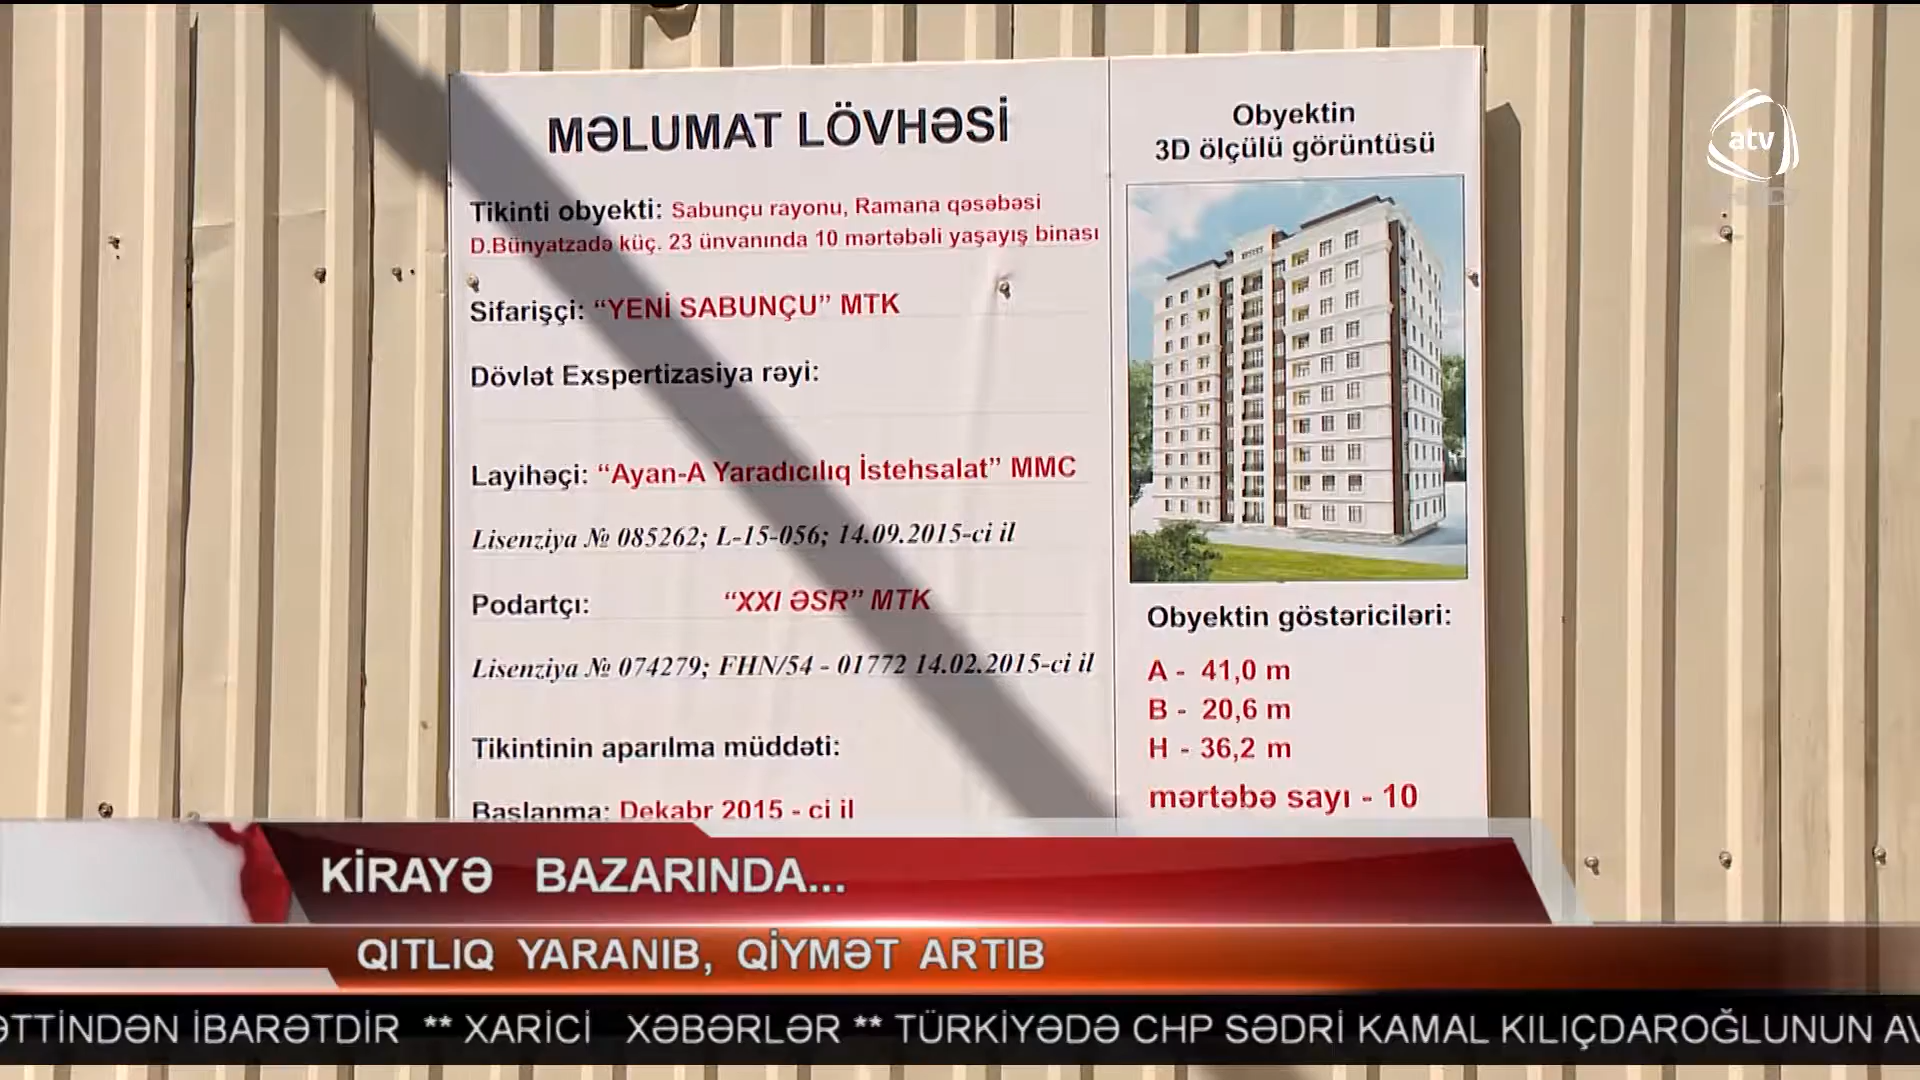 MƏLUMAT LÖVHƏSİ
Tikinti obyekti: Sabunçu rayonu, Ramana qəsəbəsi
D.Bünyatzadə küç. 23 ünvanında 10 mərtəbəli yaşayış binası
Sifarişçi: “YENİ SABUNÇU” MTK
Dövlət Exspertizasiya rəyi:
Layihəçi: “Ayan-A Yaradıcılıq İstehsalat” MMC
Lisenziya № 085262; L-15-056; 14.09.2015-ci il
Podartçı: “XXI ƏSR” MTK
Lisenziya № 074279; FHN/54 - 01772 14.02.2015-ci il
Tikintinin aparılma müddəti:
Başlanma: Dekabr 2015 - ci il
Obyektin
3D ölçülü görüntüsü
Obyektin göstəriciləri:
A - 41,0 m
B - 20,6 m
H - 36,2 m
mərtəbə sayı - 10
atv
KİRAYƏ BAZARINDA...
QITLIQ YARANIB, QİYMƏT ARTIB
ƏTTİNDƏN İBARƏTDİR ** XARİCİ XƏBƏRLƏR ** TÜRKİYƏDƏ CHP SƏDRİ KAMAL KILIÇDAROĞLUNUN AV